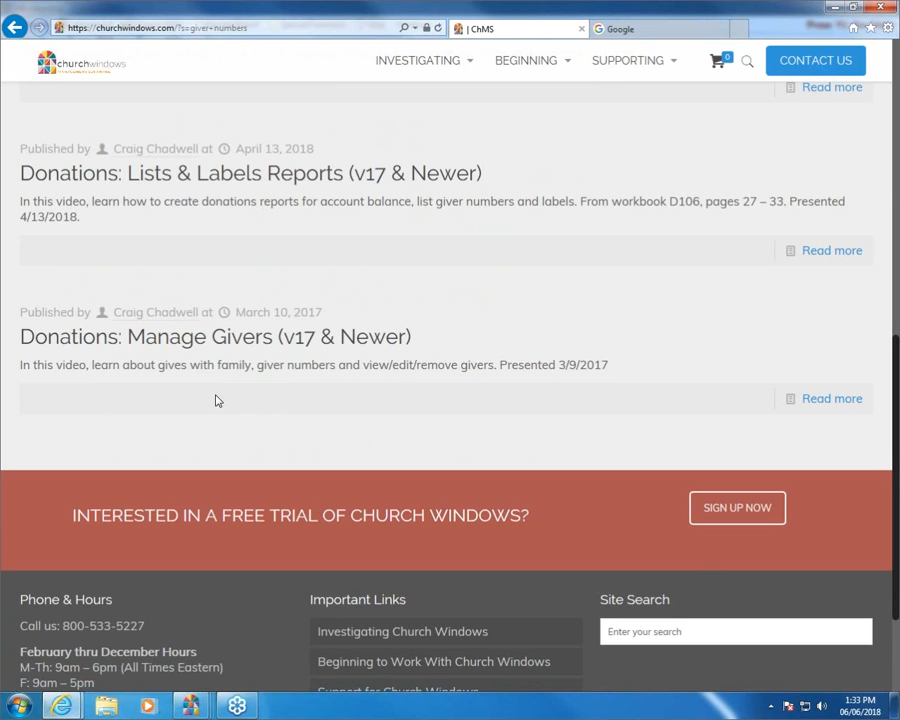 https://churchwindows.com/?s=giver+numbers
| ChMS
Google
churchwindows
INVESTIGATING
BEGINNING
SUPPORTING
0
CONTACT US
Read more
Published by Craig Chadwell at April 13, 2018
Donations: Lists & Labels Reports (v17 & Newer)
In this video, learn how to create donations reports for account balance, list giver numbers and labels. From workbook D106, pages 27 – 33. Presented
4/13/2018.
Read more
Published by Craig Chadwell at March 10, 2017
Donations: Manage Givers (v17 & Newer)
In this video, learn about gives with family, giver numbers and view/edit/remove givers. Presented 3/9/2017
Read more
INTERESTED IN A FREE TRIAL OF CHURCH WINDOWS?
SIGN UP NOW
Phone & Hours
Important Links
Site Search
Call us: 800-533-5227
Investigating Church Windows
Enter your search
February thru December Hours
M-Th: 9am – 6pm (All Times Eastern)
Beginning to Work With Church Windows
F: 9am – 5pm
Support for Church Windows
1:33 PM
06/06/2018